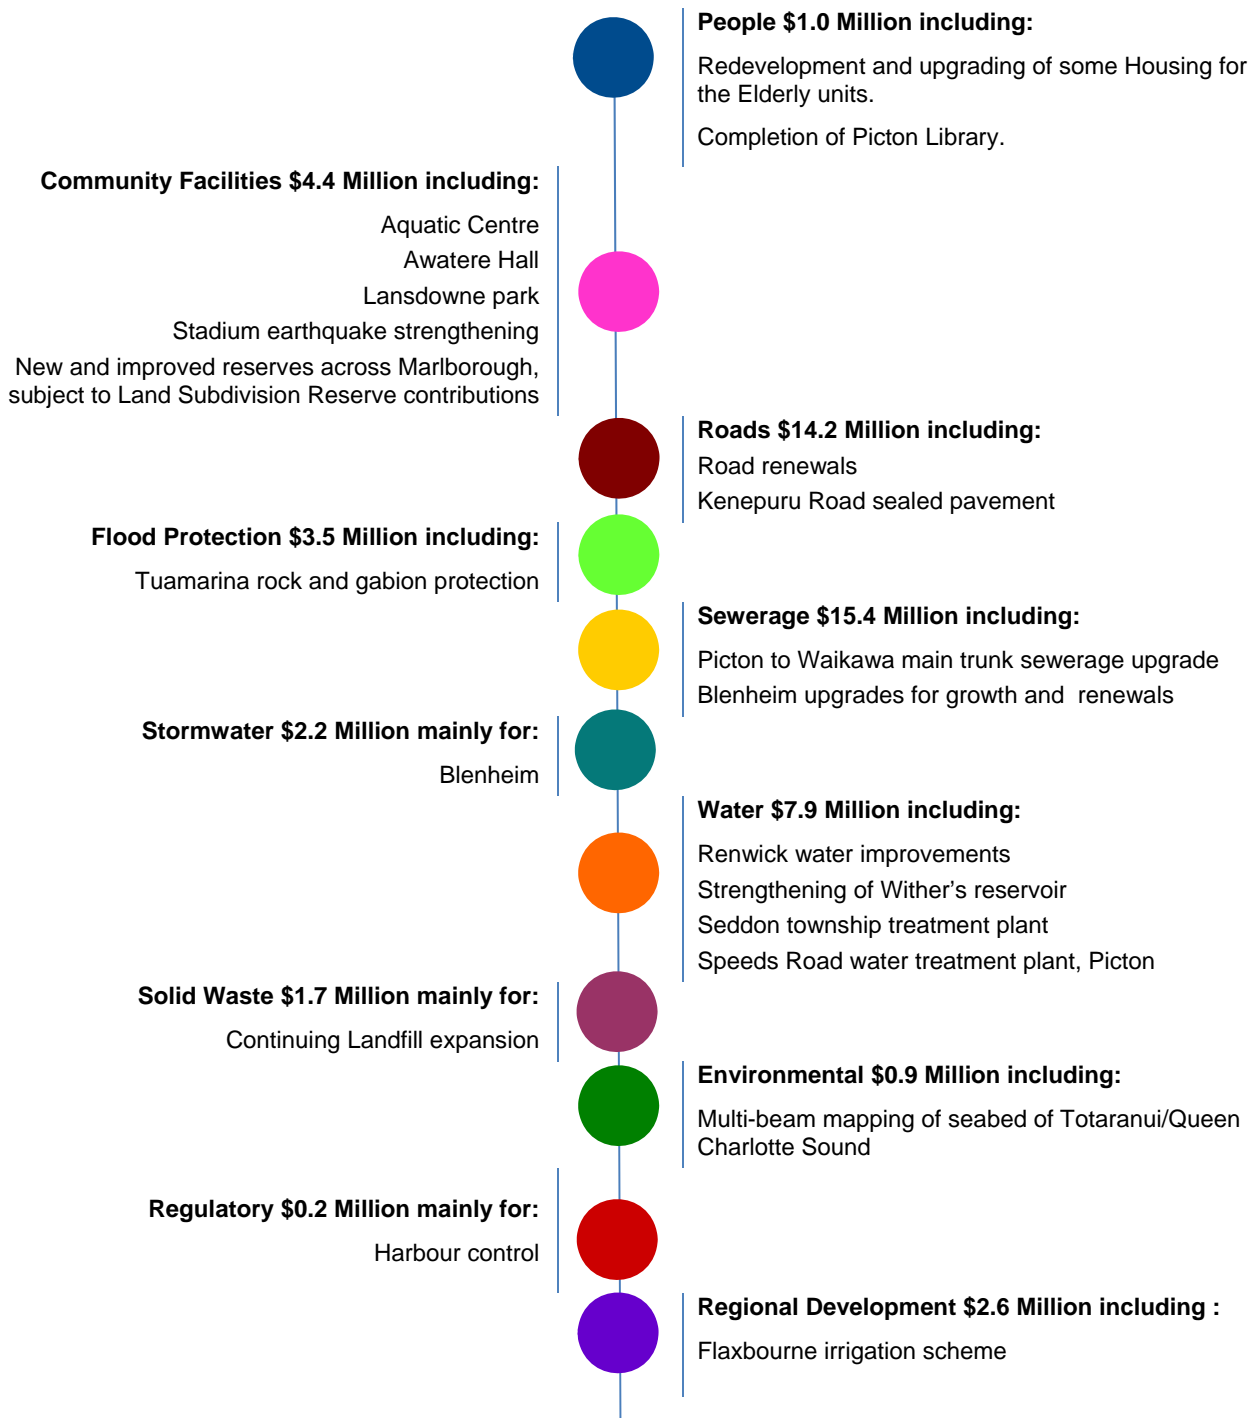 People $1.0 Million including:
Redevelopment and upgrading of some Housing for
the Elderly units.
Completion of Picton Library.
Community Facilities $4.4 Million including:
Aquatic Centre
Awatere Hall
Lansdowne park
Stadium earthquake strengthening
New and improved reserves across Marlborough,
subject to Land Subdivision Reserve contributions
Roads $14.2 Million including:
Road renewals
Kenepuru Road sealed pavement
Flood Protection $3.5 Million including:
Tuamarina rock and gabion protection
Sewerage $15.4 Million including:
Picton to Waikawa main trunk sewerage upgrade
Blenheim upgrades for growth and  renewals
Stormwater $2.2 Million mainly for:
Blenheim
Water $7.9 Million including:
Renwick water improvements
Strengthening of Wither’s reservoir
Seddon township treatment plant
Speeds Road water treatment plant, Picton
Solid Waste $1.7 Million mainly for:
Continuing Landfill expansion
Environmental $0.9 Million including:
Multi-beam mapping of seabed of Totaranui/Queen
Charlotte Sound
Regulatory $0.2 Million mainly for:
Harbour control
Regional Development $2.6 Million including :
Flaxbourne irrigation scheme